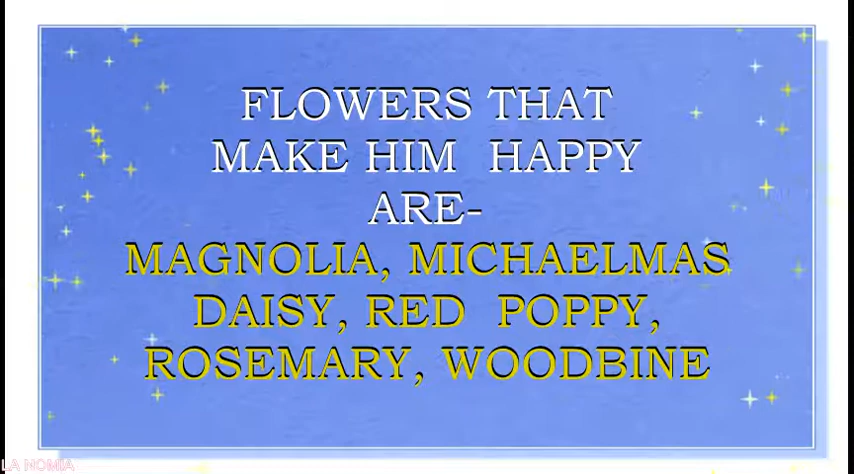 FLOWERS THAT
MAKE HIM HAPPY
ARE-
MAGNOLIA, MICHAELMAS
DAISY, RED POPPY,
ROSEMARY, WOODBINE
LA NOMIA